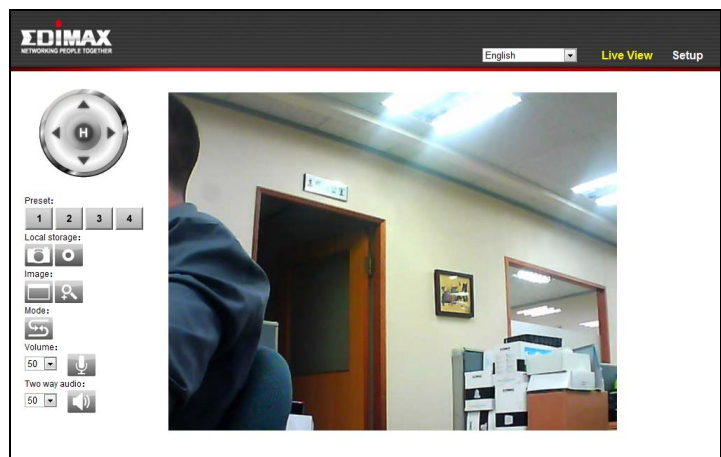 EDIMAX
NETWORKING PEOPLE TOGETHER
English
Live View
Setup
H
Preset:
1 2 3 4
Local storage:
Image:
Mode:
Volume:
50
Two way audio:
50